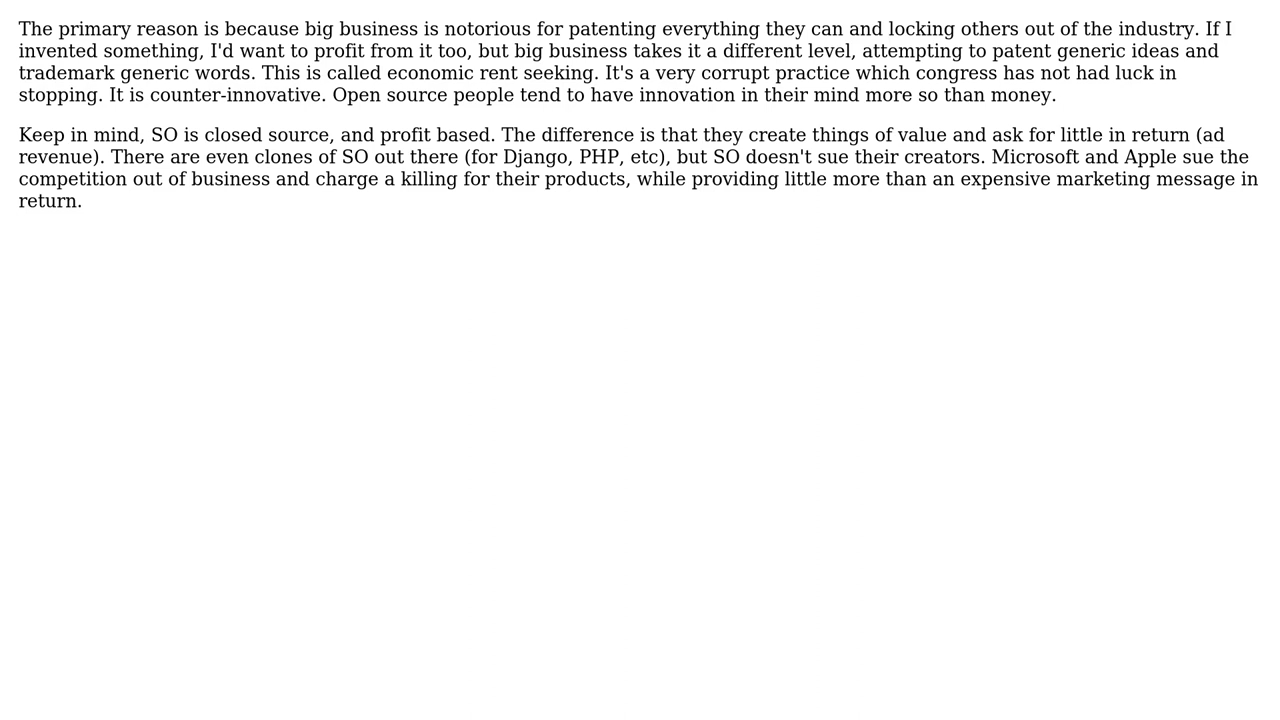 The primary reason is because big business is notorious for patenting everything they can and locking others out of the industry. If I
invented something, I'd want to profit from it too, but big business takes it a different level, attempting to patent generic ideas and
trademark generic words. This is called economic rent seeking. It's a very corrupt practice which congress has not had luck in
stopping. It is counter-innovative. Open source people tend to have innovation in their mind more so than money.
Keep in mind, SO is closed source, and profit based. The difference is that they create things of value and ask for little in return (ad
revenue). There are even clones of SO out there (for Django, PHP, etc), but SO doesn't sue their creators. Microsoft and Apple sue the
competition out of business and charge a killing for their products, while providing little more than an expensive marketing message in
return.